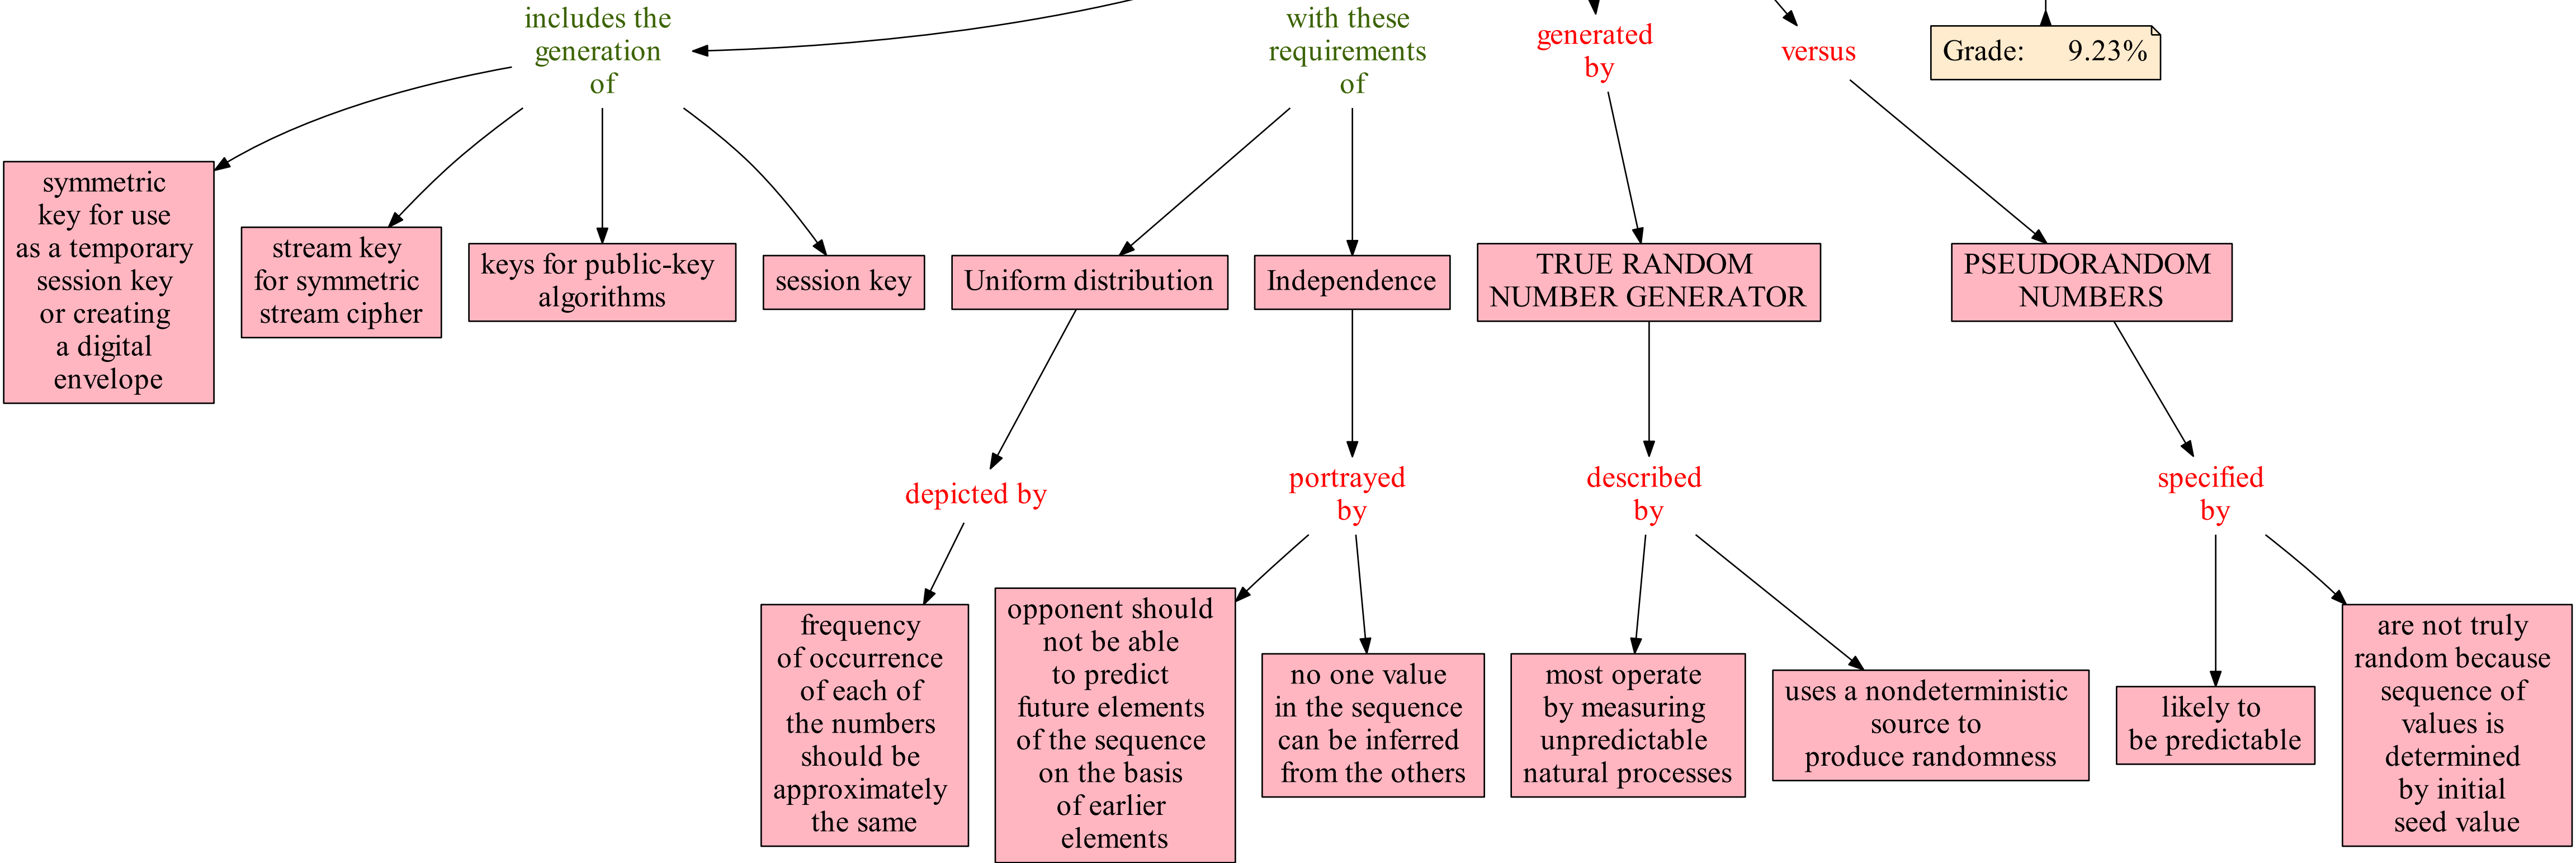 includes the
generation
of
with these
requirements
of
generated
by
versus
Grade: 9.23%
symmetric
key for use
as a temporary
session key
or creating
a digital
envelope
stream key
for symmetric
stream cipher
keys for public-key
algorithms
session key
Uniform distribution
Independence
TRUE RANDOM
NUMBER GENERATOR
PSEUDORANDOM
NUMBERS
depicted by
portrayed
by
described
by
specified
by
frequency
of occurrence
of each of
the numbers
should be
approximately
the same
opponent should
not be able
to predict
future elements
of the sequence
on the basis
of earlier
elements
no one value
in the sequence
can be inferred
from the others
most operate
by measuring
unpredictable
natural processes
uses a nondeterministic
source to
produce randomness
likely to
be predictable
are not truly
random because
sequence of
values is
determined
by initial
seed value